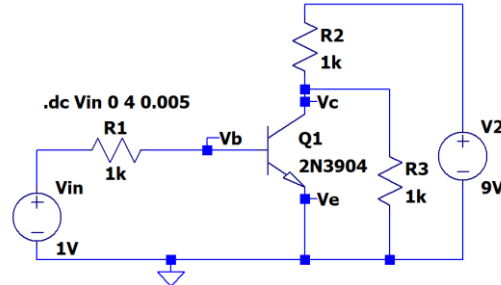 R2
1k
.dc Vin 0 4 0.005
Vc
R1
Vb
Q1
V2
1k
2N3904
R3
Vin
Ve
1k
9V
1V
+
−
+
−